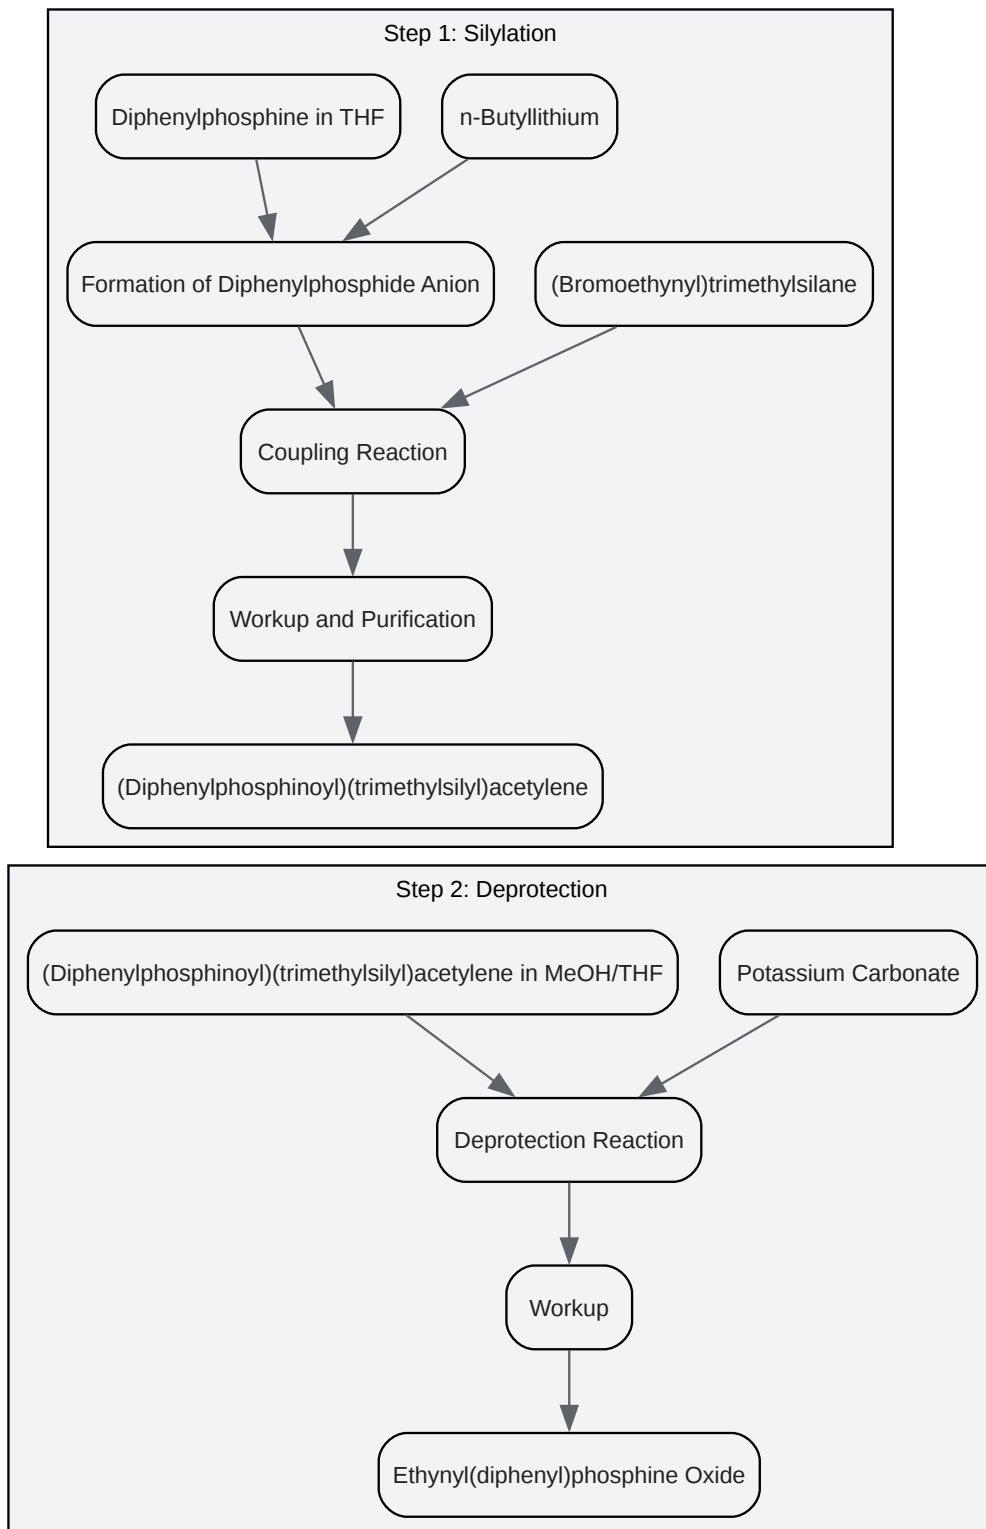 Step 1: Silylation
Diphenylphosphine in THF
n-Butyllithium
Formation of Diphenylphosphide Anion
(Bromoethynyl)trimethylsilane
Coupling Reaction
Workup and Purification
(Diphenylphosphinoyl)(trimethylsilyl)acetylene
Step 2: Deprotection
(Diphenylphosphinoyl)(trimethylsilyl)acetylene in MeOH/THF
Potassium Carbonate
Deprotection Reaction
Workup
Ethynyl(diphenyl)phosphine Oxide